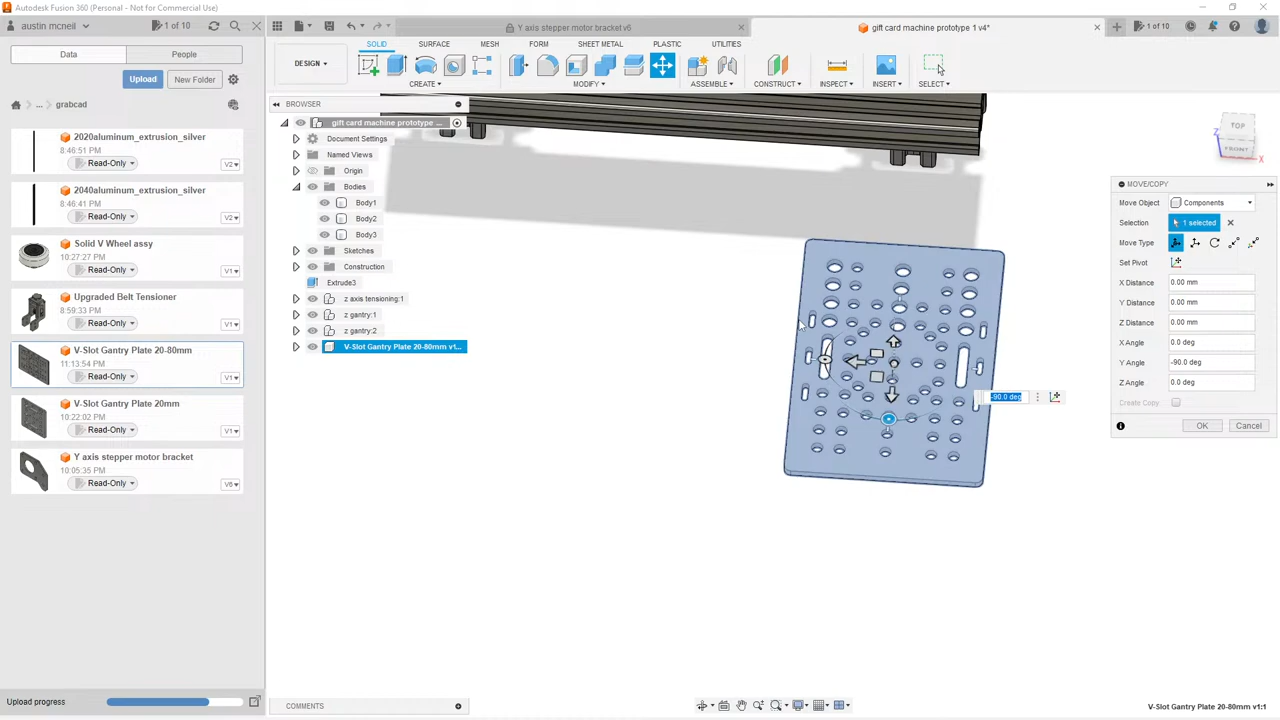 Autodesk Fusion 360 (Personal - Not for Commercial Use)
austin mcneil
1 of 10
Y axis stepper motor bracket v6
gift card machine prototype 1 v4*
1 of 10
Data
People
Upload
New Folder
... grabcad
2020aluminum_extrusion_silver
8:46:51 PM
Read-Only
V2
2040aluminum_extrusion_silver
8:46:41 PM
Read-Only
V2
Solid V Wheel assy
10:27:27 PM
Read-Only
V1
Upgraded Belt Tensioner
8:59:33 PM
Read-Only
V1
V-Slot Gantry Plate 20-80mm
11:13:54 PM
Read-Only
V1
V-Slot Gantry Plate 20mm
10:22:02 PM
Read-Only
V1
Y axis stepper motor bracket
10:05:35 PM
Read-Only
V6
Upload progress
DESIGN
SOLID
SURFACE
MESH
FORM
SHEET METAL
PLASTIC
UTILITIES
CREATE
MODIFY
ASSEMBLE
CONSTRUCT
INSPECT
INSERT
SELECT
BROWSER
gift card machine prototype ...
Document Settings
Named Views
Origin
Bodies
Body1
Body2
Body3
Sketches
Construction
Extrude3
z axis tensioning:1
z gantry:1
z gantry:2
V-Slot Gantry Plate 20-80mm v1...
TOP
FRONT
Z
X
MOVE/COPY
Move Object
Components
Selection
1 selected
Move Type
Set Pivot
X Distance
0.00 mm
Y Distance
0.00 mm
Z Distance
0.00 mm
X Angle
0.0 deg
Y Angle
-90.0 deg
Z Angle
0.0 deg
Create Copy
OK
Cancel
-90.0 deg
COMMENTS
V-Slot Gantry Plate 20-80mm v1:1